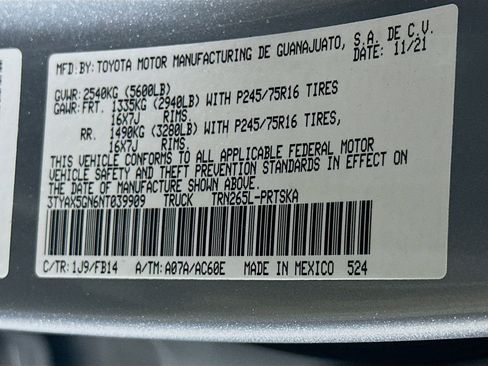 MFD.BY:TOYOTA MOTOR MANUFACTURING DE GUANAJUATO, S.A. DE C.V.
DATE: 11/21
GVWR:2540KG (5600LB)
GAWR:FRT. 1335KG (2940LB) WITH P245/75R16 TIRES
16X7J RIMS.
RR. 1490KG (3280LB) WITH P245/75R16 TIRES,
16X7J RIMS.
THIS VEHICLE CONFORMS TO ALL APPLICABLE FEDERAL MOTOR
VEHICLE SAFETY AND THEFT PREVENTION STANDARDS IN EFFECT ON
THE DATE OF MANUFACTURE SHOWN ABOVE.
3TYAX5GN6NT039909 TRUCK TRN265L-PRTSKA
C/TR:1J9/FB14 A/TM:A07A/AC60E MADE IN MEXICO 524